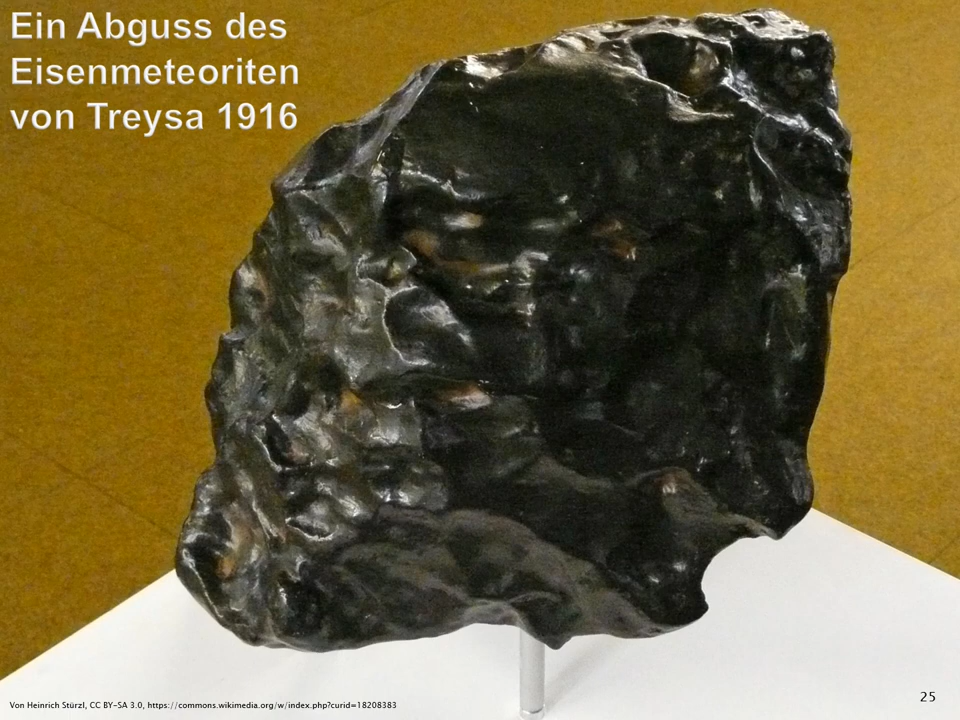 Ein Abguss des
Eisenmeteoriten
von Treysa 1916
Von Heinrich Stürzl, CC BY-SA 3.0, https://commons.wikimedia.org/w/index.php?curid=18208383
25